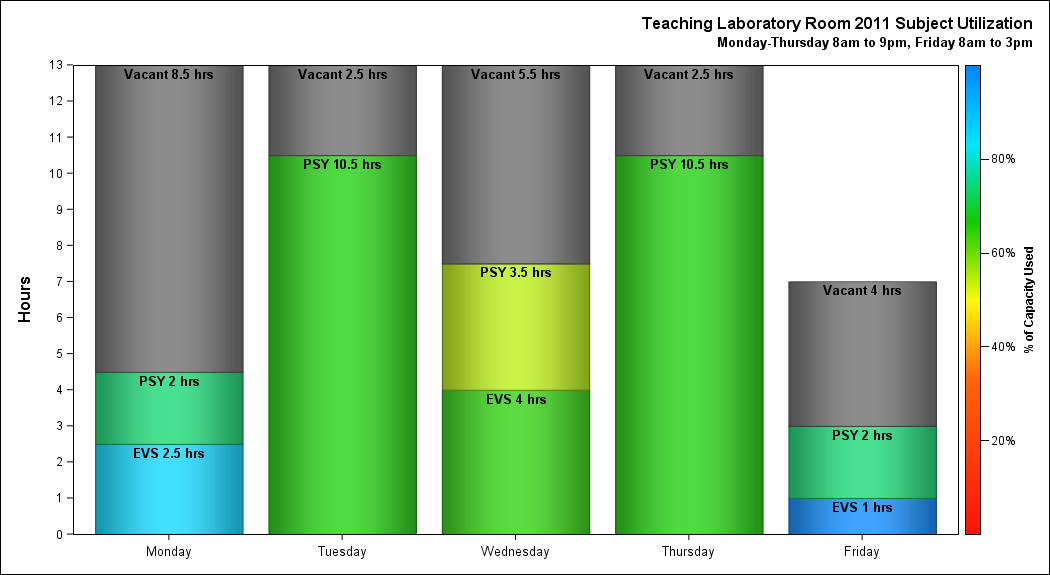 Teaching Laboratory Room 2011 Subject Utilization
Monday-Thursday 8am to 9pm, Friday 8am to 3pm
Hours
13
12
11
10
9
8
7
6
5
4
3
2
1
0
Vacant 8.5 hrs
PSY 2 hrs
EVS 2.5 hrs
Vacant 2.5 hrs
PSY 10.5 hrs
Vacant 5.5 hrs
PSY 3.5 hrs
EVS 4 hrs
Vacant 2.5 hrs
PSY 10.5 hrs
Vacant 4 hrs
PSY 2 hrs
EVS 1 hrs
Monday
Tuesday
Wednesday
Thursday
Friday
80%
60%
40%
20%
% of Capacity Used